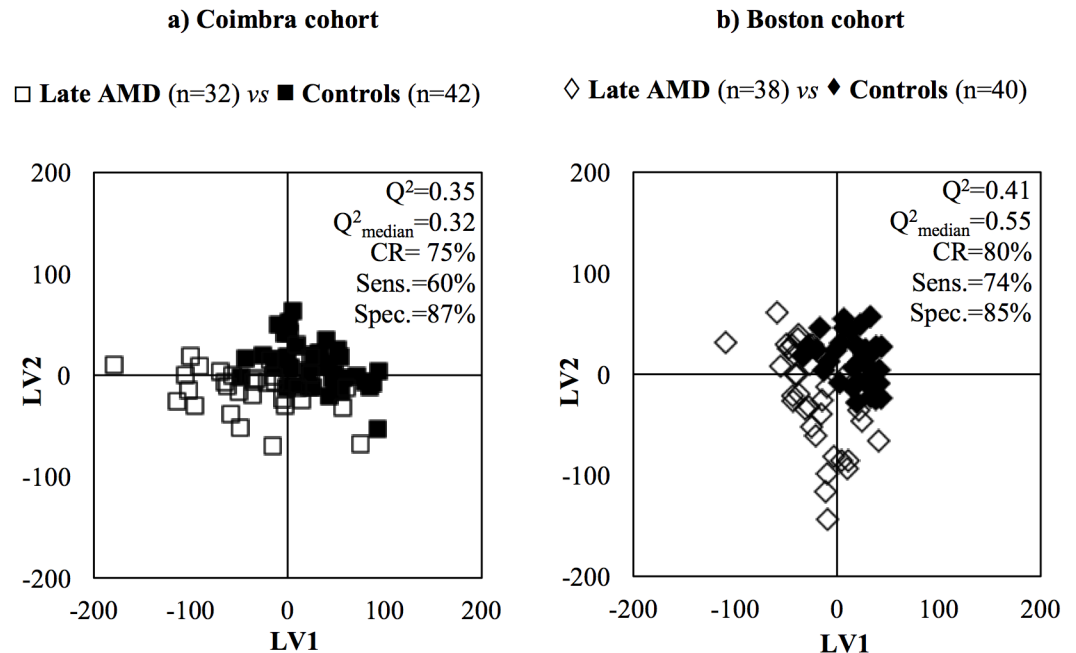 a) Coimbra cohort
□ Late AMD (n=32) vs ■ Controls (n=42)
200
100
0
-100
-200
LV2
Q²=0.35
Q²median=0.32
CR= 75%
Sens.=60%
Spec.=87%
-200 -100 0 100 200
LV1
b) Boston cohort
◇ Late AMD (n=38) vs ♦ Controls (n=40)
200
100
0
-100
-200
LV2
Q²=0.41
Q²median=0.55
CR=80%
Sens.=74%
Spec.=85%
-200 -100 0 100 200
LV1